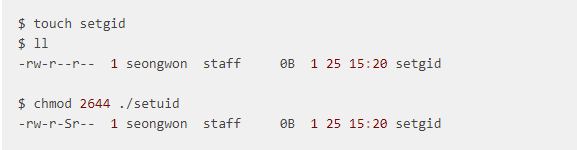 $ touch setgid
$ ll
-rw-r--r--  1 seongwon  staff     0B  1 25 15:20 setgid
$ chmod 2644 ./setuid
-rw-r-Sr--  1 seongwon  staff     0B  1 25 15:20 setgid